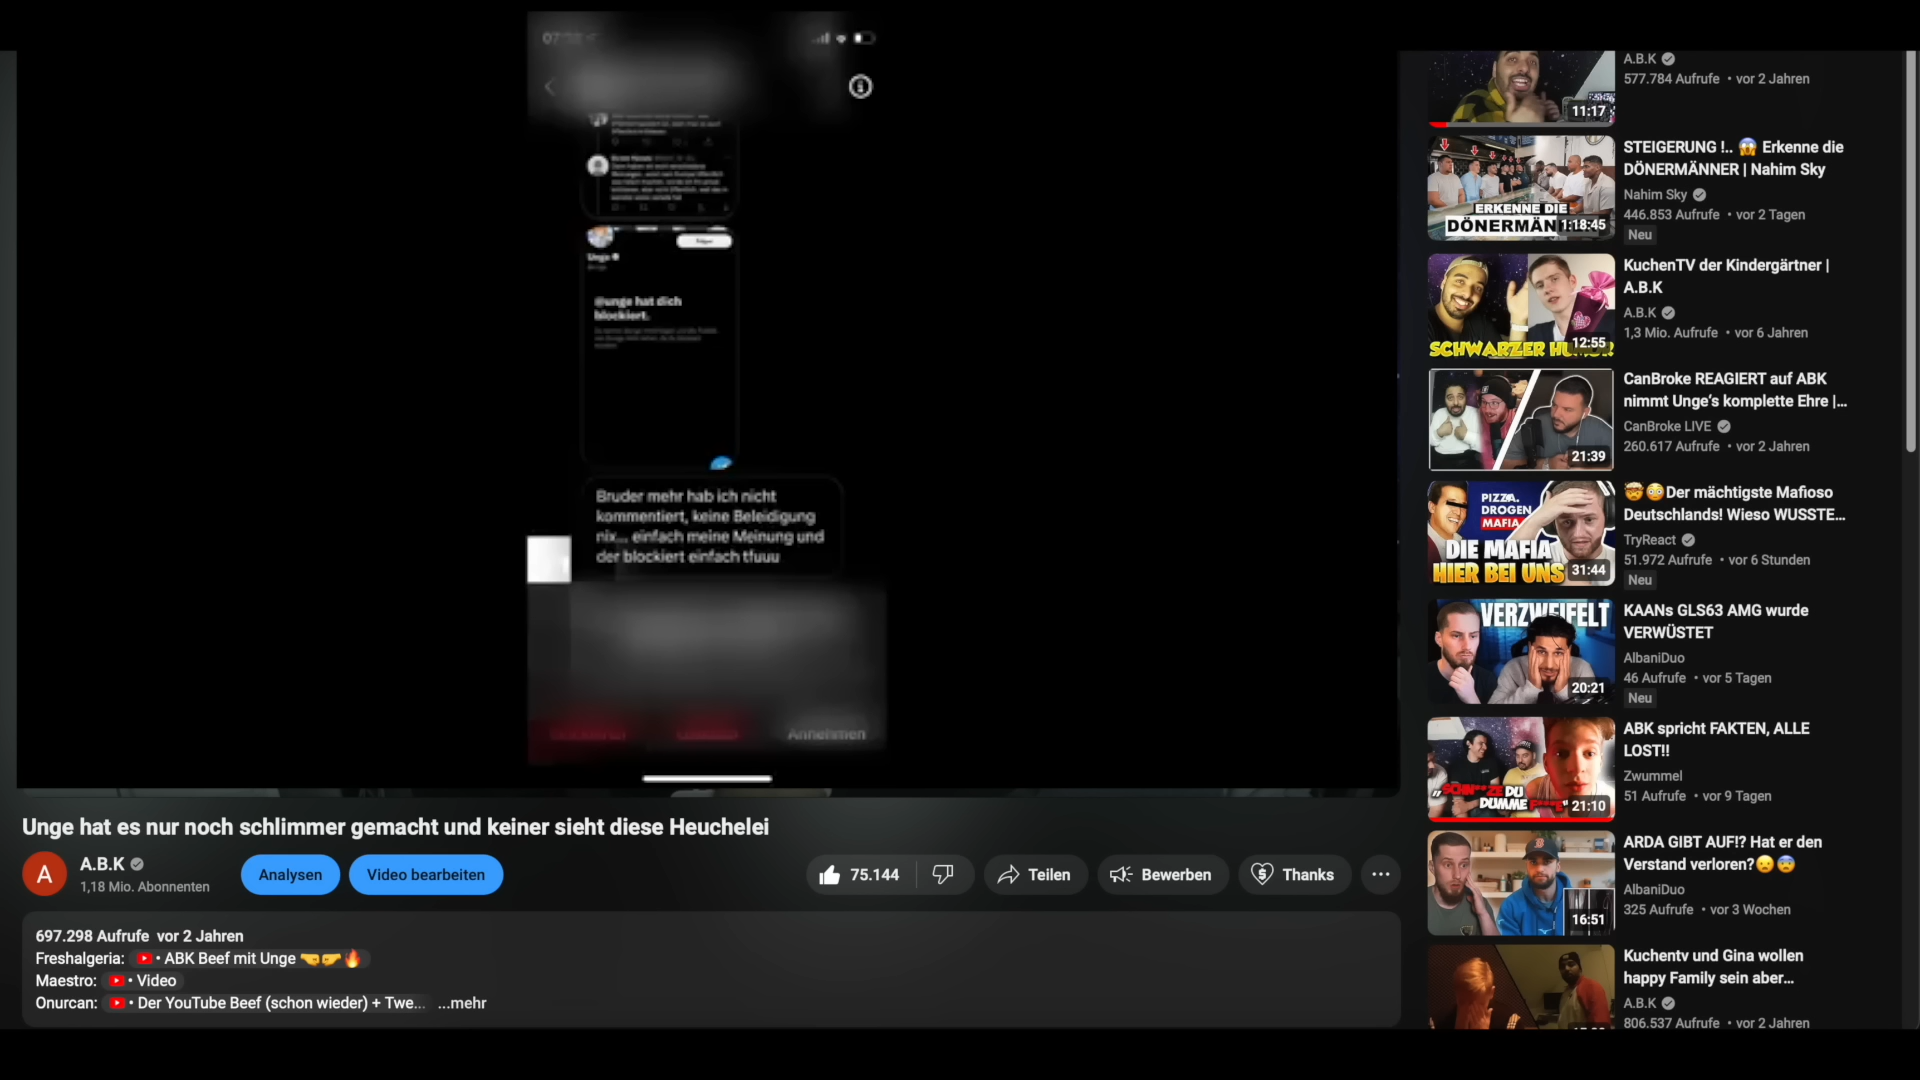 Unge
Folgen
@unge hat dich
blockiert.
Bruder mehr hab ich nicht
kommentiert, keine Beleidigung
nix... einfach meine Meinung und
der blockiert einfach tfuuu
Annehmen
Unge hat es nur noch schlimmer gemacht und keiner sieht diese Heuchelei
A
A.B.K
1,18 Mio. Abonnenten
Analysen
Video bearbeiten
75.144
Teilen
Bewerben
Thanks
697.298 Aufrufe vor 2 Jahren
Freshalgeria: • ABK Beef mit Unge 🤜🤛🔥
Maestro: • Video
Onurcan: • Der YouTube Beef (schon wieder) + Twe... ...mehr
11:17
A.B.K
577.784 Aufrufe • vor 2 Jahren
ERKENNE DIE
DÖNERMÄN
1:18:45
STEIGERUNG !.. 😱 Erkenne die
DÖNERMÄNNER | Nahim Sky
Nahim Sky
446.853 Aufrufe • vor 2 Tagen
Neu
SCHWARZER HUMOR
12:55
KuchenTV der Kindergärtner |
A.B.K
A.B.K
1,3 Mio. Aufrufe • vor 6 Jahren
21:39
CanBroke REAGIERT auf ABK
nimmt Unge's komplette Ehre |...
CanBroke LIVE
260.617 Aufrufe • vor 2 Jahren
PIZZA.
DROGEN
MAFIA
DIE MAFIA
HIER BEI UNS
31:44
🤯😳Der mächtigste Mafioso
Deutschlands! Wieso WUSSTE...
TryReact
51.972 Aufrufe • vor 6 Stunden
Neu
VERZWEIFELT
20:21
KAANs GLS63 AMG wurde
VERWÜSTET
AlbaniDuo
46 Aufrufe • vor 5 Tagen
Neu
„SCHN**ZE DU
DUMME F***E"
21:10
ABK spricht FAKTEN, ALLE
LOST!!
Zwummel
51 Aufrufe • vor 9 Tagen
16:51
ARDA GIBT AUF!? Hat er den
Verstand verloren?😟😨
AlbaniDuo
325 Aufrufe • vor 3 Wochen
Kuchentv und Gina wollen
happy Family sein aber...
A.B.K
806.537 Aufrufe • vor 2 Jahren